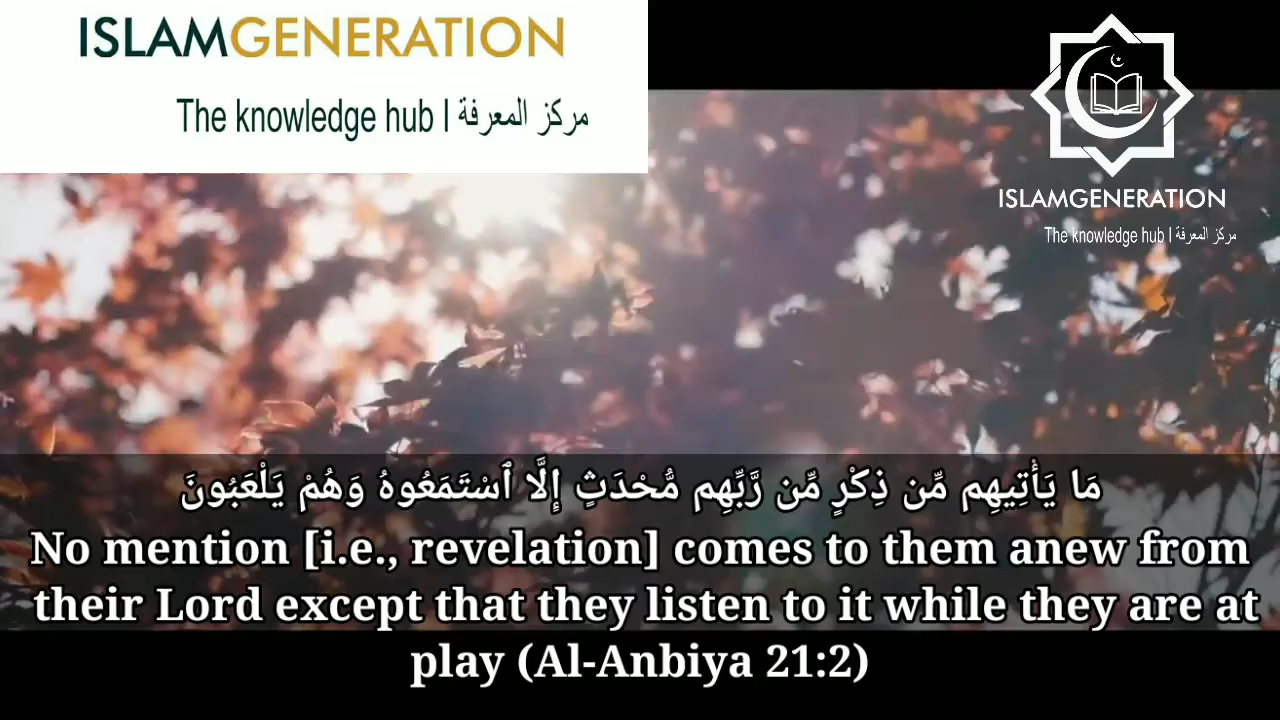 ISLAMGENERATION
The knowledge hub | مركز المعرفة
ISLAMGENERATION
The knowledge hub | مركز المعرفة
مَا يَأْتِيهِم مِّن ذِكْرٍ مِّن رَّبِّهِم مُّحْدَثٍ إِلَّا ٱسْتَمَعُوهُ وَهُمْ يَلْعَبُونَ
No mention [i.e., revelation] comes to them anew from
their Lord except that they listen to it while they are at
play (Al-Anbiya 21:2)